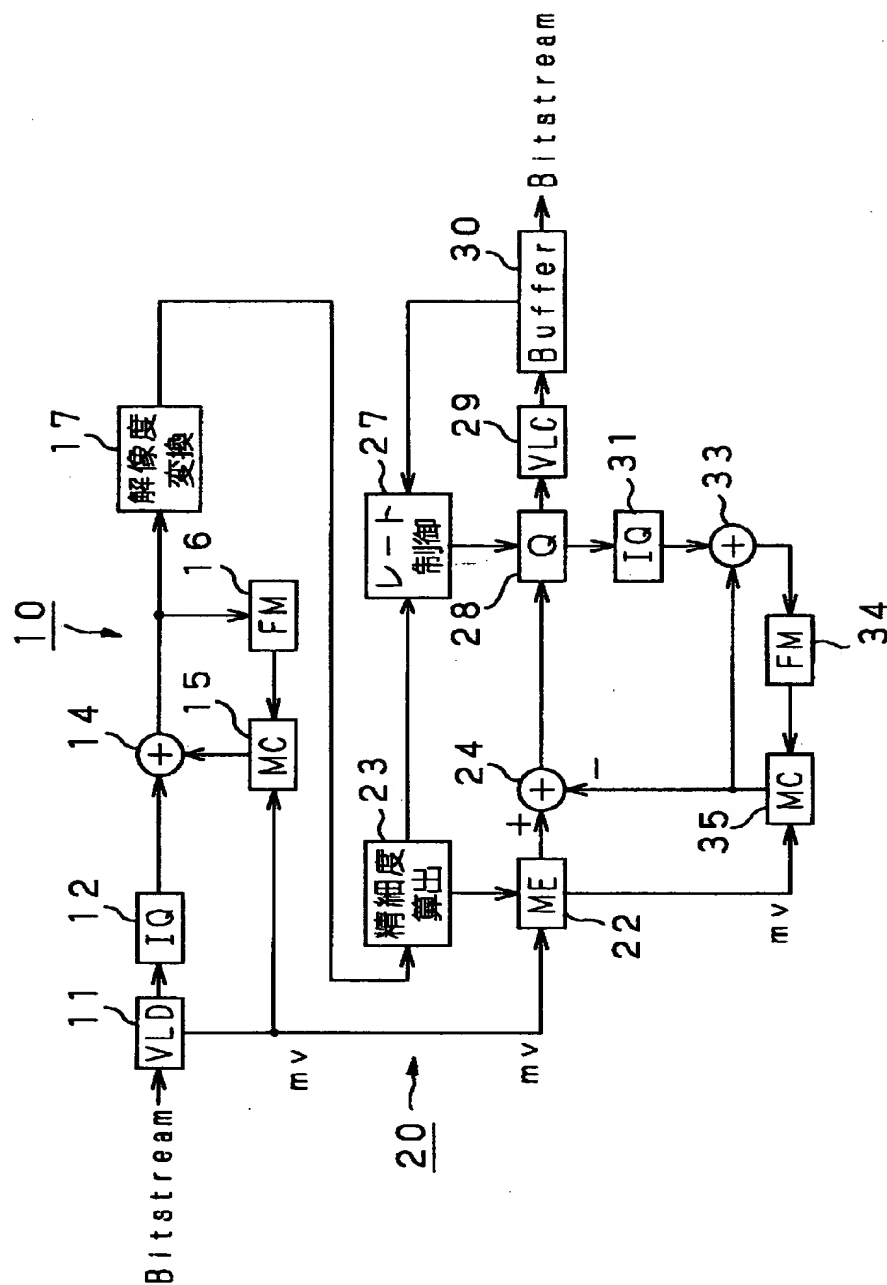 10
Bitstream
11
VLD
12
IQ
14
+
15
MC
16
FM
17
解像度
変換
mv
20
mv
23
精細度
算出
22
ME
+
24
+
−
27
レート
制御
28
Q
29
VLC
30
Buffer
Bitstream
31
IQ
33
+
34
FM
35
MC
mv